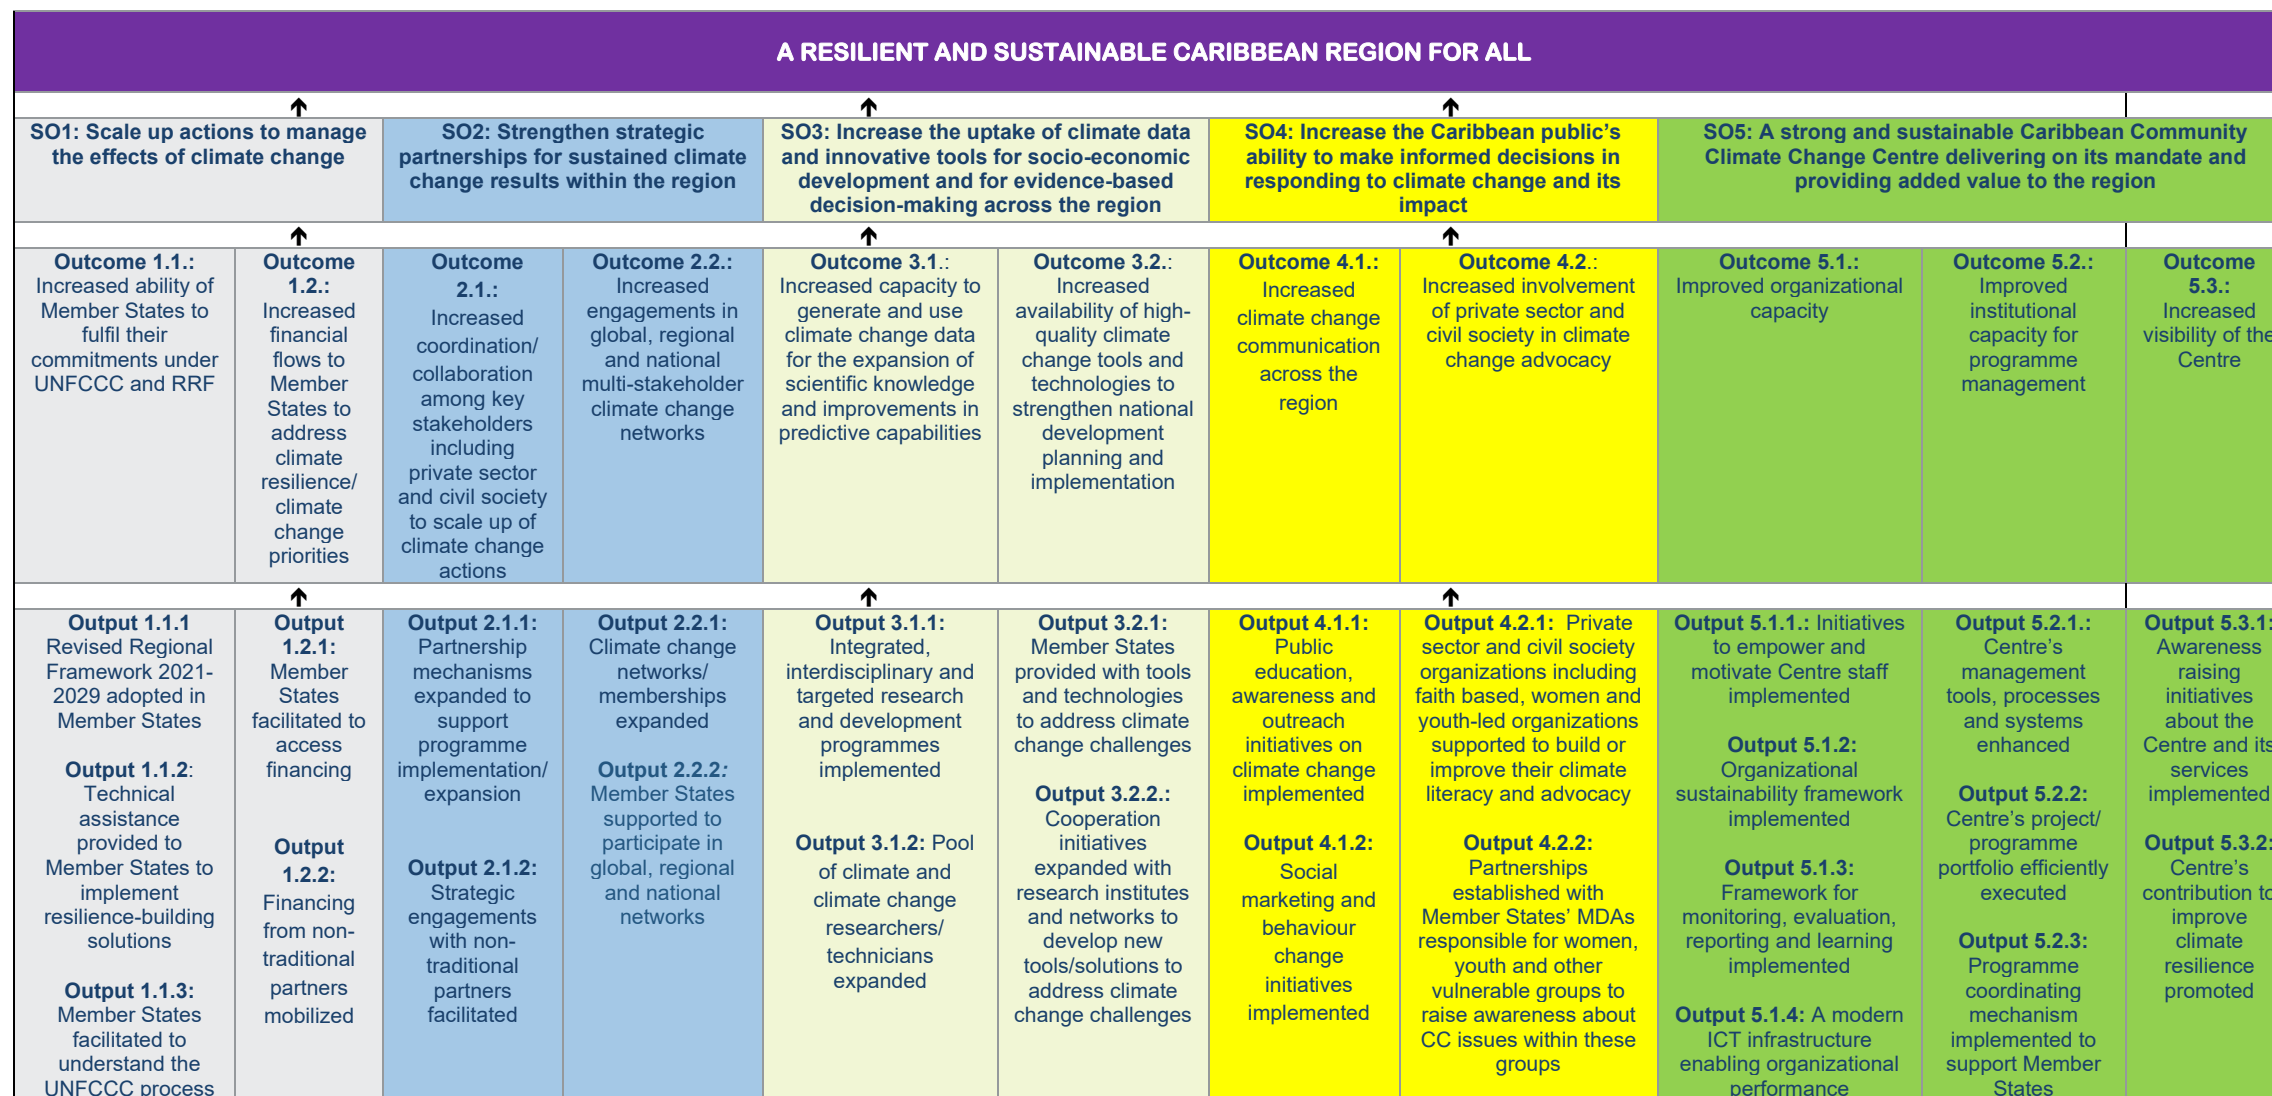 A RESILIENT AND SUSTAINABLE CARIBBEAN REGION FOR ALL
SO1: Scale up actions to manage
the effects of climate change
SO2: Strengthen strategic
partnerships for sustained climate
change results within the region
SO3: Increase the uptake of climate data
and innovative tools for socio-economic
development and for evidence-based
decision-making across the region
SO4: Increase the Caribbean public's
ability to make informed decisions in
responding to climate change and its
impact
SO5: A strong and sustainable Caribbean Community
Climate Change Centre delivering on its mandate and
providing added value to the region
Outcome 1.1.:
Increased ability of
Member States to
fulfil their
commitments under
UNFCCC and RRF
Outcome
1.2.:
Increased
financial
flows to
Member
States to
address
climate
resilience/
climate
change
priorities
Outcome
2.1.:
Increased
coordination/
collaboration
among key
stakeholders
including
private sector
and civil society
to scale up of
climate change
actions
Outcome 2.2.:
Increased
engagements in
global, regional
and national
multi-stakeholder
climate change
networks
Outcome 3.1.:
Increased capacity to
generate and use
climate change data
for the expansion of
scientific knowledge
and improvements in
predictive capabilities
Outcome 3.2.:
Increased
availability of high-
quality climate
change tools and
technologies to
strengthen national
development
planning and
implementation
Outcome 4.1.:
Increased
climate change
communication
across the
region
Outcome 4.2.:
Increased involvement
of private sector and
civil society in climate
change advocacy
Outcome 5.1.:
Improved organizational
capacity
Outcome 5.2.:
Improved
institutional
capacity for
programme
management
Outcome
5.3.:
Increased
visibility of the
Centre
Output 1.1.1
Revised Regional
Framework 2021-
2029 adopted in
Member States
Output 1.1.2:
Technical
assistance
provided to
Member States to
implement
resilience-building
solutions
Output 1.1.3:
Member States
facilitated to
understand the
UNFCCC process
Output
1.2.1:
Member
States
facilitated to
access
financing
Output
1.2.2:
Financing
from non-
traditional
partners
mobilized
Output 2.1.1:
Partnership
mechanisms
expanded to
support
programme
implementation/
expansion
Output 2.1.2:
Strategic
engagements
with non-
traditional
partners
facilitated
Output 2.2.1:
Climate change
networks/
memberships
expanded
Output 2.2.2:
Member States
supported to
participate in
global, regional
and national
networks
Output 3.1.1:
Integrated,
interdisciplinary and
targeted research
and development
programmes
implemented
Output 3.1.2: Pool
of climate and
climate change
researchers/
technicians
expanded
Output 3.2.1:
Member States
provided with tools
and technologies
to address climate
change challenges
Output 3.2.2.:
Cooperation
initiatives
expanded with
research institutes
and networks to
develop new
tools/solutions to
address climate
change challenges
Output 4.1.1:
Public
education,
awareness and
outreach
initiatives on
climate change
implemented
Output 4.1.2:
Social
marketing and
behaviour
change
initiatives
implemented
Output 4.2.1: Private
sector and civil society
organizations including
faith based, women and
youth-led organizations
supported to build or
improve their climate
literacy and advocacy
Output 4.2.2:
Partnerships
established with
Member States' MDAs
responsible for women,
youth and other
vulnerable groups to
raise awareness about
CC issues within these
groups
Output 5.1.1.: Initiatives
to empower and
motivate Centre staff
implemented
Output 5.1.2:
Organizational
sustainability framework
implemented
Output 5.1.3:
Framework for
monitoring, evaluation,
reporting and learning
implemented
Output 5.1.4: A modern
ICT infrastructure
enabling organizational
performance
Output 5.2.1.:
Centre's
management
tools, processes
and systems
enhanced
Output 5.2.2:
Centre's project/
programme
portfolio efficiently
executed
Output 5.2.3:
Programme
coordinating
mechanism
implemented to
support Member
States
Output 5.3.1:
Awareness
raising
initiatives
about the
Centre and its
services
implemented
Output 5.3.2:
Centre's
contribution to
improve
climate
resilience
promoted